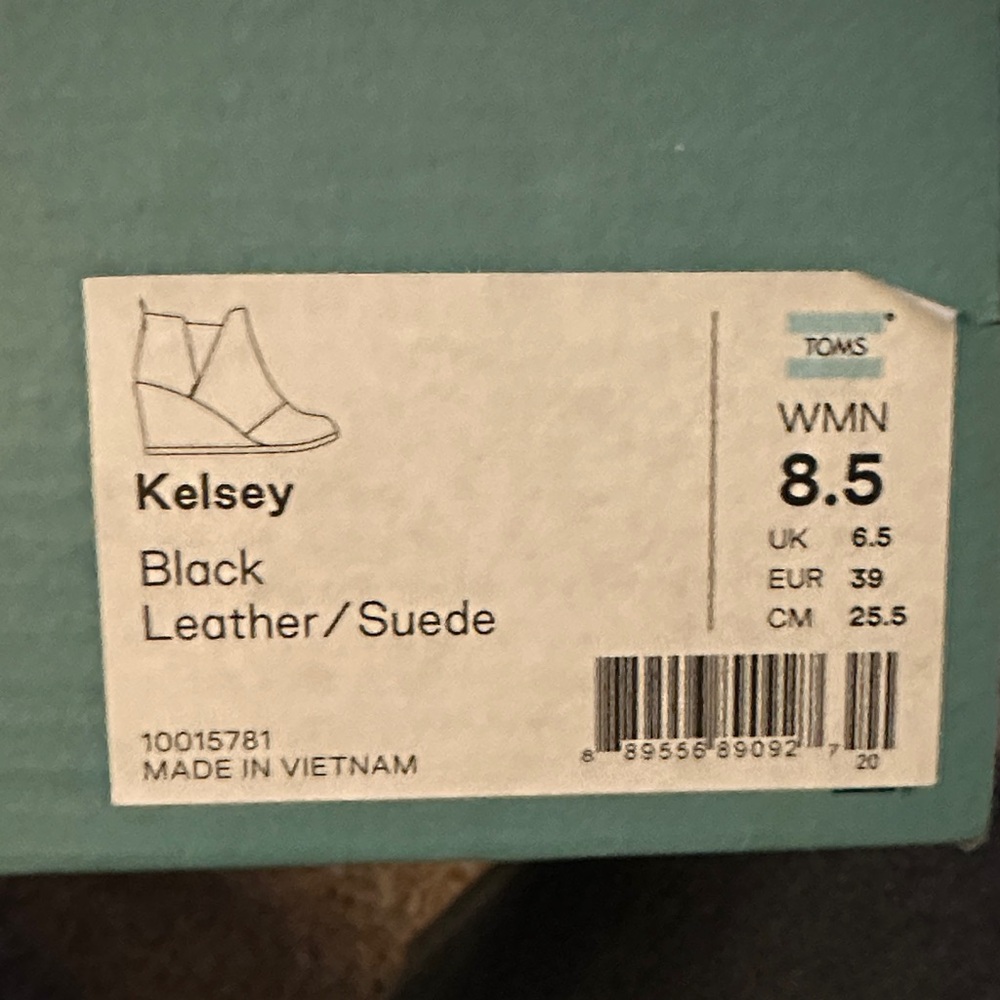 Kelsey
Black
Leather/Suede
10015781
MADE IN VIETNAM
TOMS
WMN
8.5
UK 6.5
EUR 39
CM 25.5
8 89556 89092 7 20